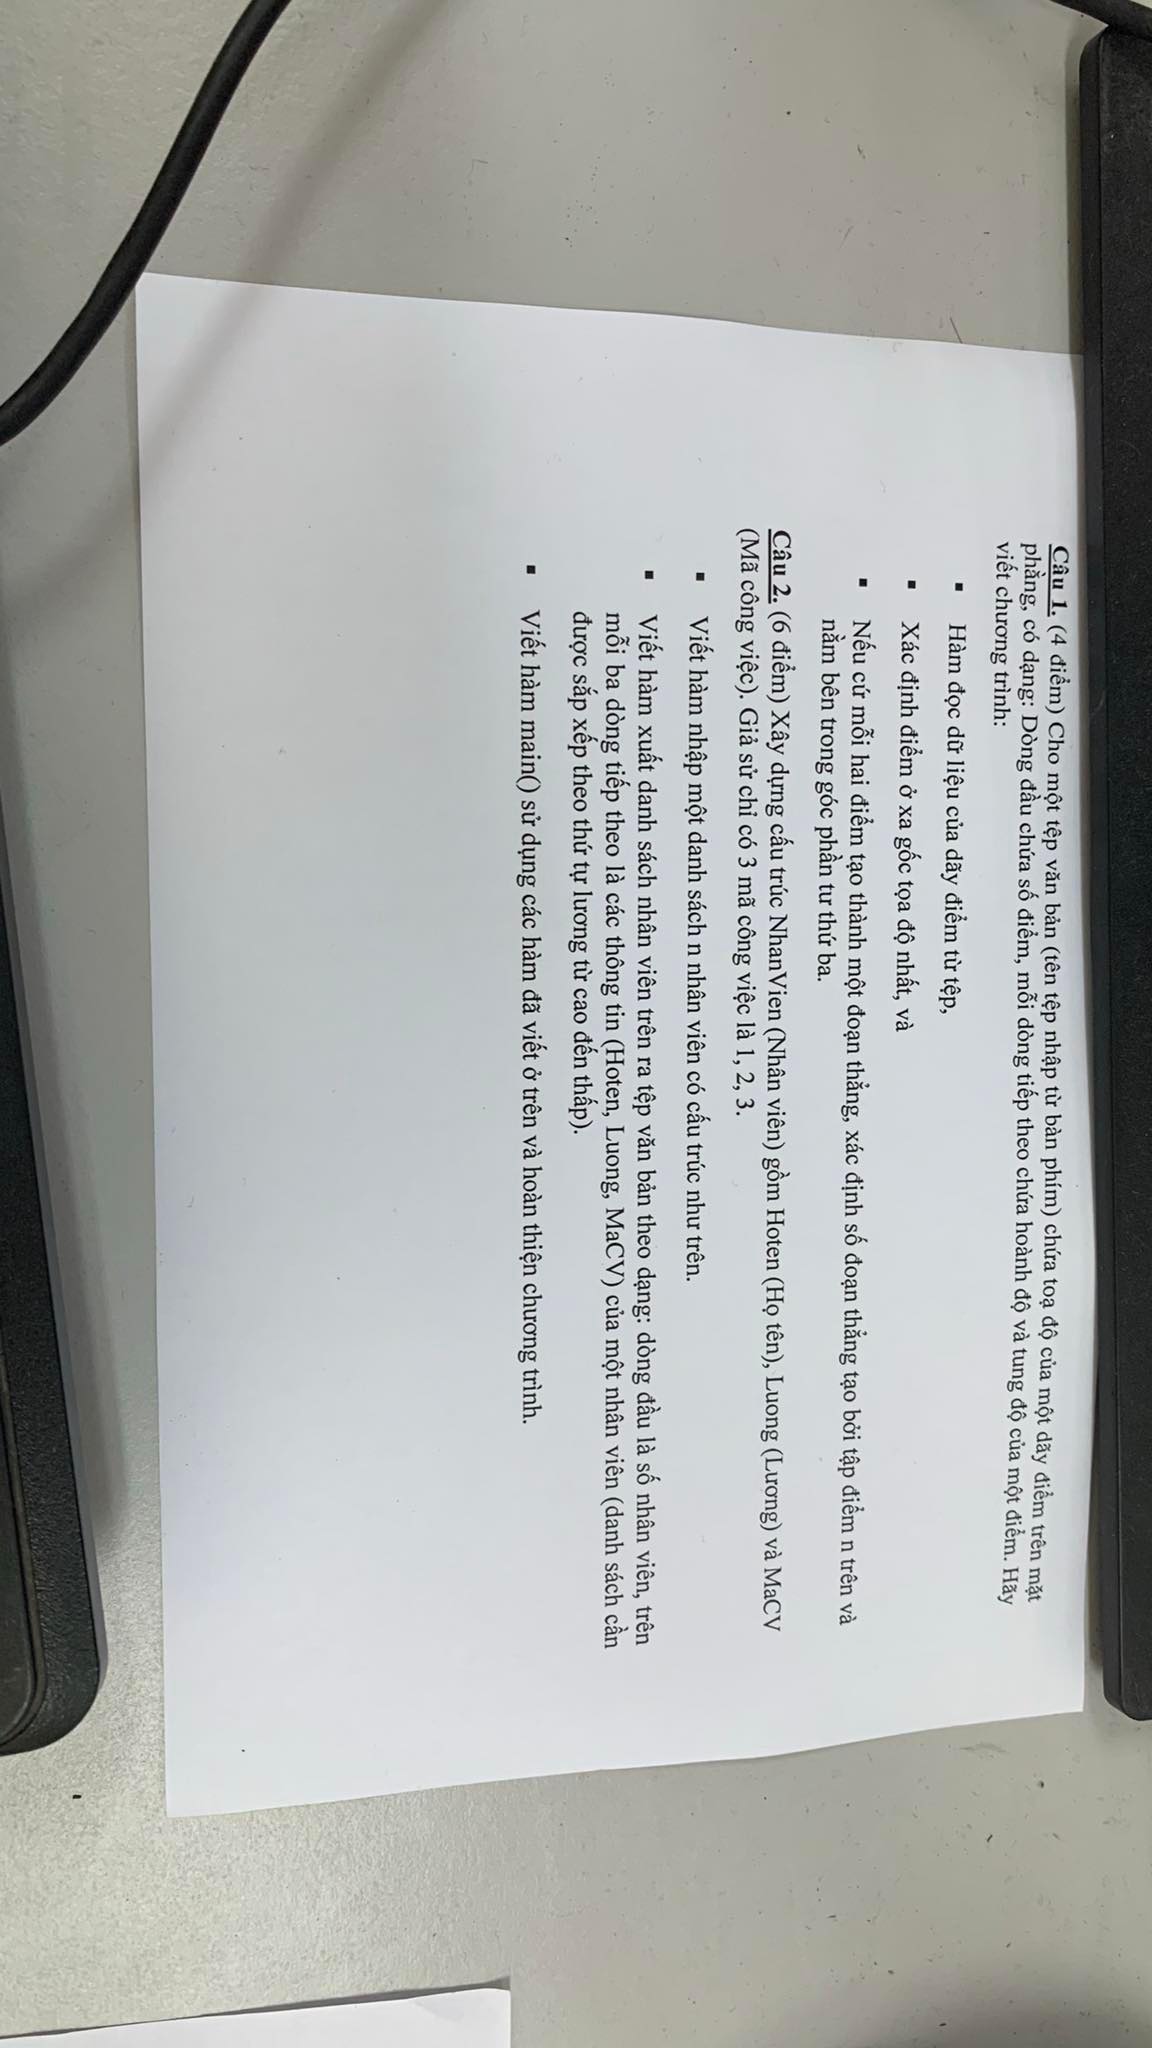 Câu 1. (4 điểm) Cho một tệp văn bản (tên tệp nhập từ bàn phím) chứa toạ độ của một dãy điểm trên mặt
phẳng, có dạng: Dòng đầu chứa số điểm, mỗi dòng tiếp theo chứa hoành độ và tung độ của một điểm. Hãy
viết chương trình:
▪ Hàm đọc dữ liệu của dãy điểm từ tệp,
▪ Xác định điểm ở xa gốc tọa độ nhất, và
▪ Nếu cứ mỗi hai điểm tạo thành một đoạn thẳng, xác định số đoạn thẳng tạo bởi tập điểm n trên và
nằm bên trong góc phần tư thứ ba.
Câu 2. (6 điểm) Xây dựng cấu trúc NhanVien (Nhân viên) gồm Hoten (Họ tên), Luong (Lương) và MaCV
(Mã công việc). Giả sử chỉ có 3 mã công việc là 1, 2, 3.
▪ Viết hàm nhập một danh sách n nhân viên có cấu trúc như trên.
▪ Viết hàm xuất danh sách nhân viên trên ra tệp văn bản theo dạng: dòng đầu là số nhân viên, trên
mỗi ba dòng tiếp theo là các thông tin (Hoten, Luong, MaCV) của một nhân viên (danh sách cần
được sắp xếp theo thứ tự lương từ cao đến thấp).
▪ Viết hàm main() sử dụng các hàm đã viết ở trên và hoàn thiện chương trình.